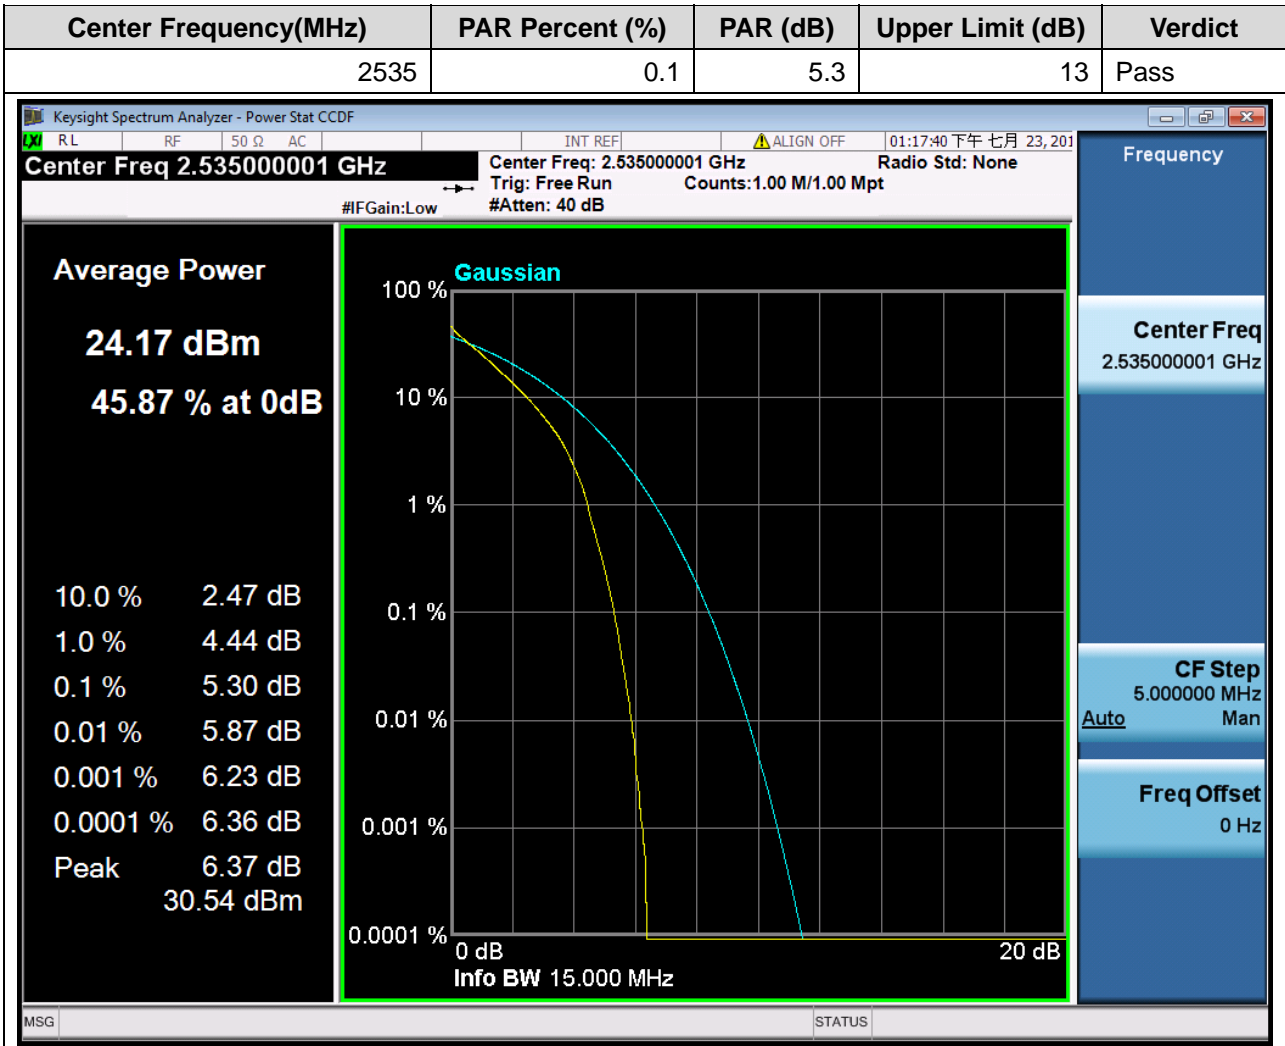 Center Frequency(MHz) PAR Percent (%) PAR (dB) Upper Limit (dB) Verdict
2535 0.1 5.3 13 Pass
Keysight Spectrum Analyzer - Power Stat CCDF
LXI RL RF 50 Ω AC INT REF ALIGN OFF 01:17:40 下午 七月 23, 201
Center Freq 2.535000001 GHz
#IFGain:Low
Center Freq: 2.535000001 GHz Radio Std: None
Trig: Free Run Counts:1.00 M/1.00 Mpt
#Atten: 40 dB
Average Power
24.17 dBm
45.87 % at 0dB
10.0 % 2.47 dB
1.0 % 4.44 dB
0.1 % 5.30 dB
0.01 % 5.87 dB
0.001 % 6.23 dB
0.0001 % 6.36 dB
Peak 6.37 dB
30.54 dBm
Gaussian
100 %
10 %
1 %
0.1 %
0.01 %
0.001 %
0.0001 %
0 dB 20 dB
Info BW 15.000 MHz
Frequency
Center Freq
2.535000001 GHz
CF Step
5.000000 MHz
Auto Man
Freq Offset
0 Hz
MSG STATUS